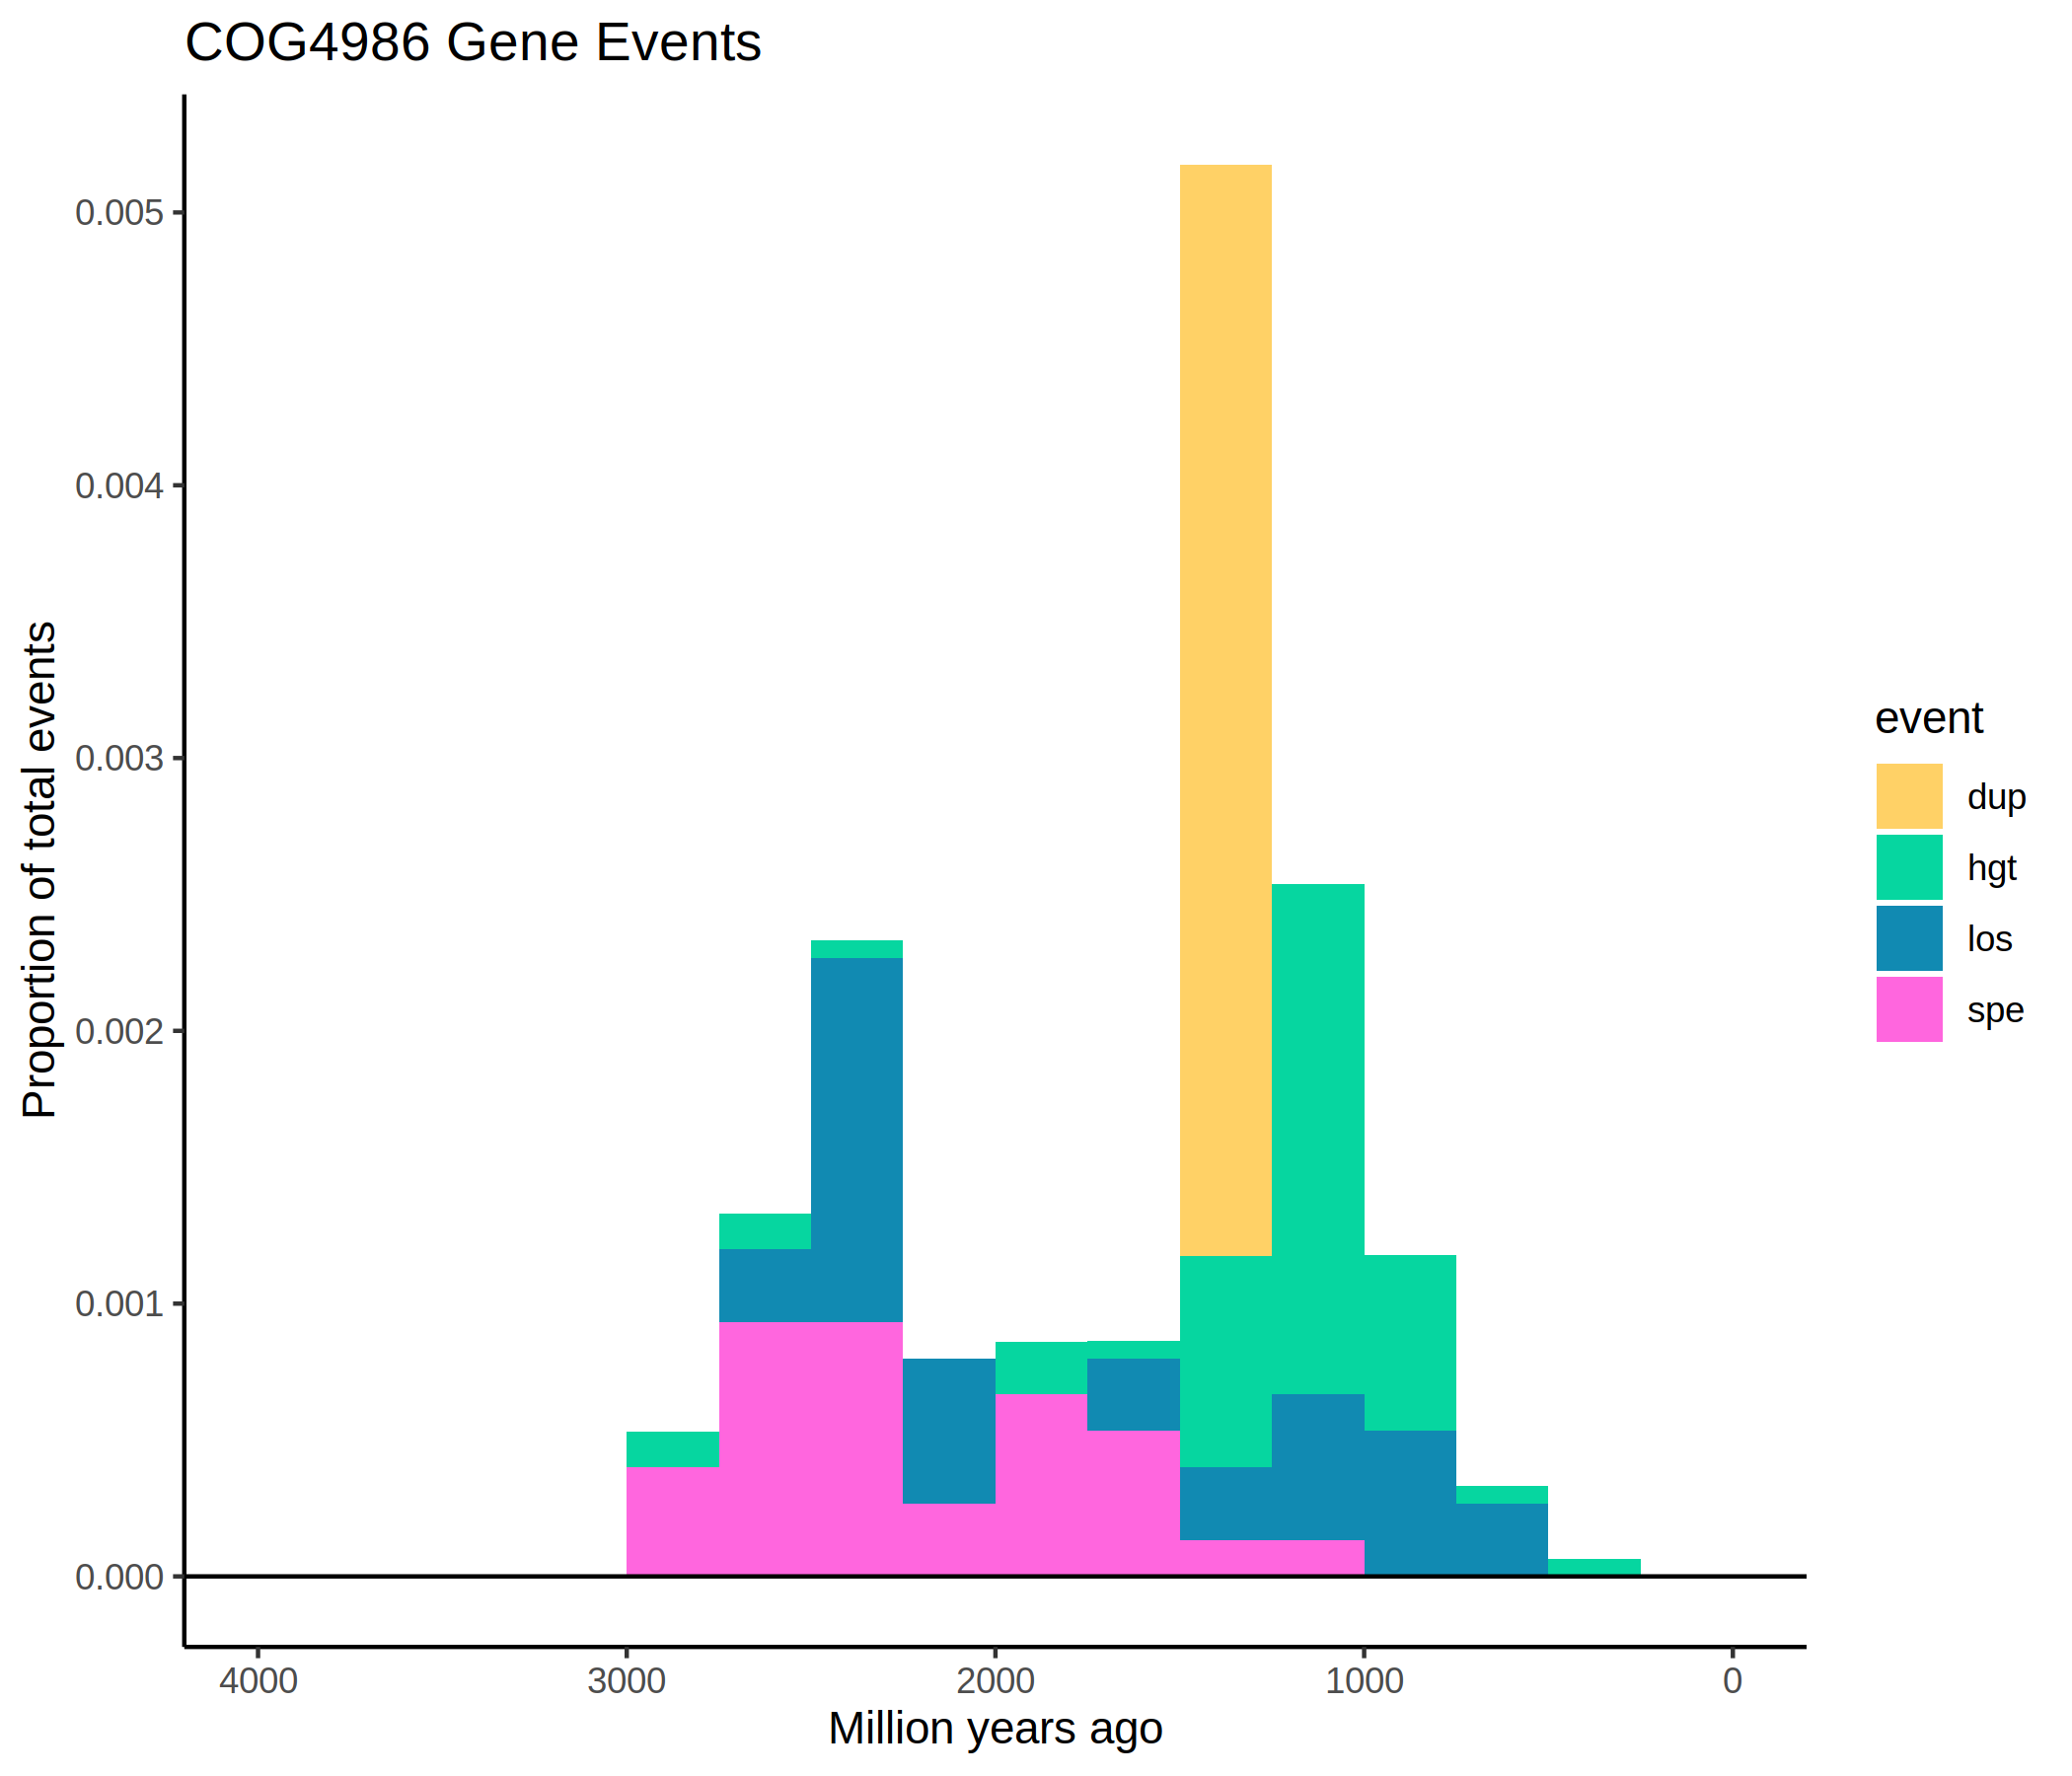 COG4986 Gene Events
Proportion of total events
0.005
0.004
0.003
0.002
0.001
0.000
4000 3000 2000 1000 0
Million years ago
event
dup
hgt
los
spe